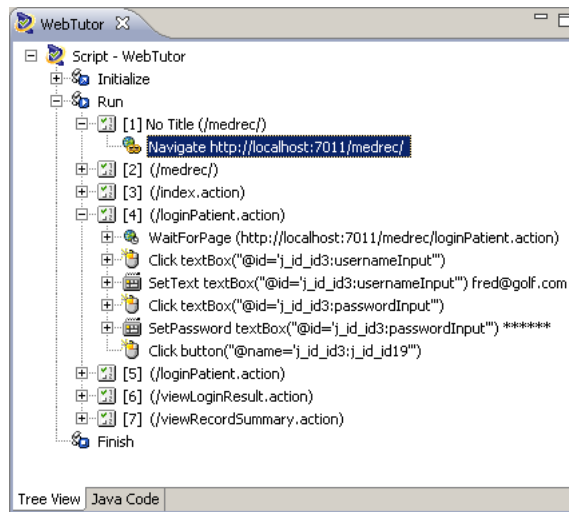 WebTutor
Script - WebTutor
Initialize
Run
[1] No Title (/medrec/)
Navigate http://localhost:7011/medrec/
[2] (/medrec/)
[3] (/index.action)
[4] (/loginPatient.action)
WaitForPage (http://localhost:7011/medrec/loginPatient.action)
Click textBox("@id='j_id_id3:usernameInput'")
SetText textBox("@id='j_id_id3:usernameInput'") fred@golf.com
Click textBox("@id='j_id_id3:passwordInput'")
SetPassword textBox("@id='j_id_id3:passwordInput'") ******
Click button("@name='j_id_id3:j_id_id19'")
[5] (/loginPatient.action)
[6] (/viewLoginResult.action)
[7] (/viewRecordSummary.action)
Finish
Tree View Java Code